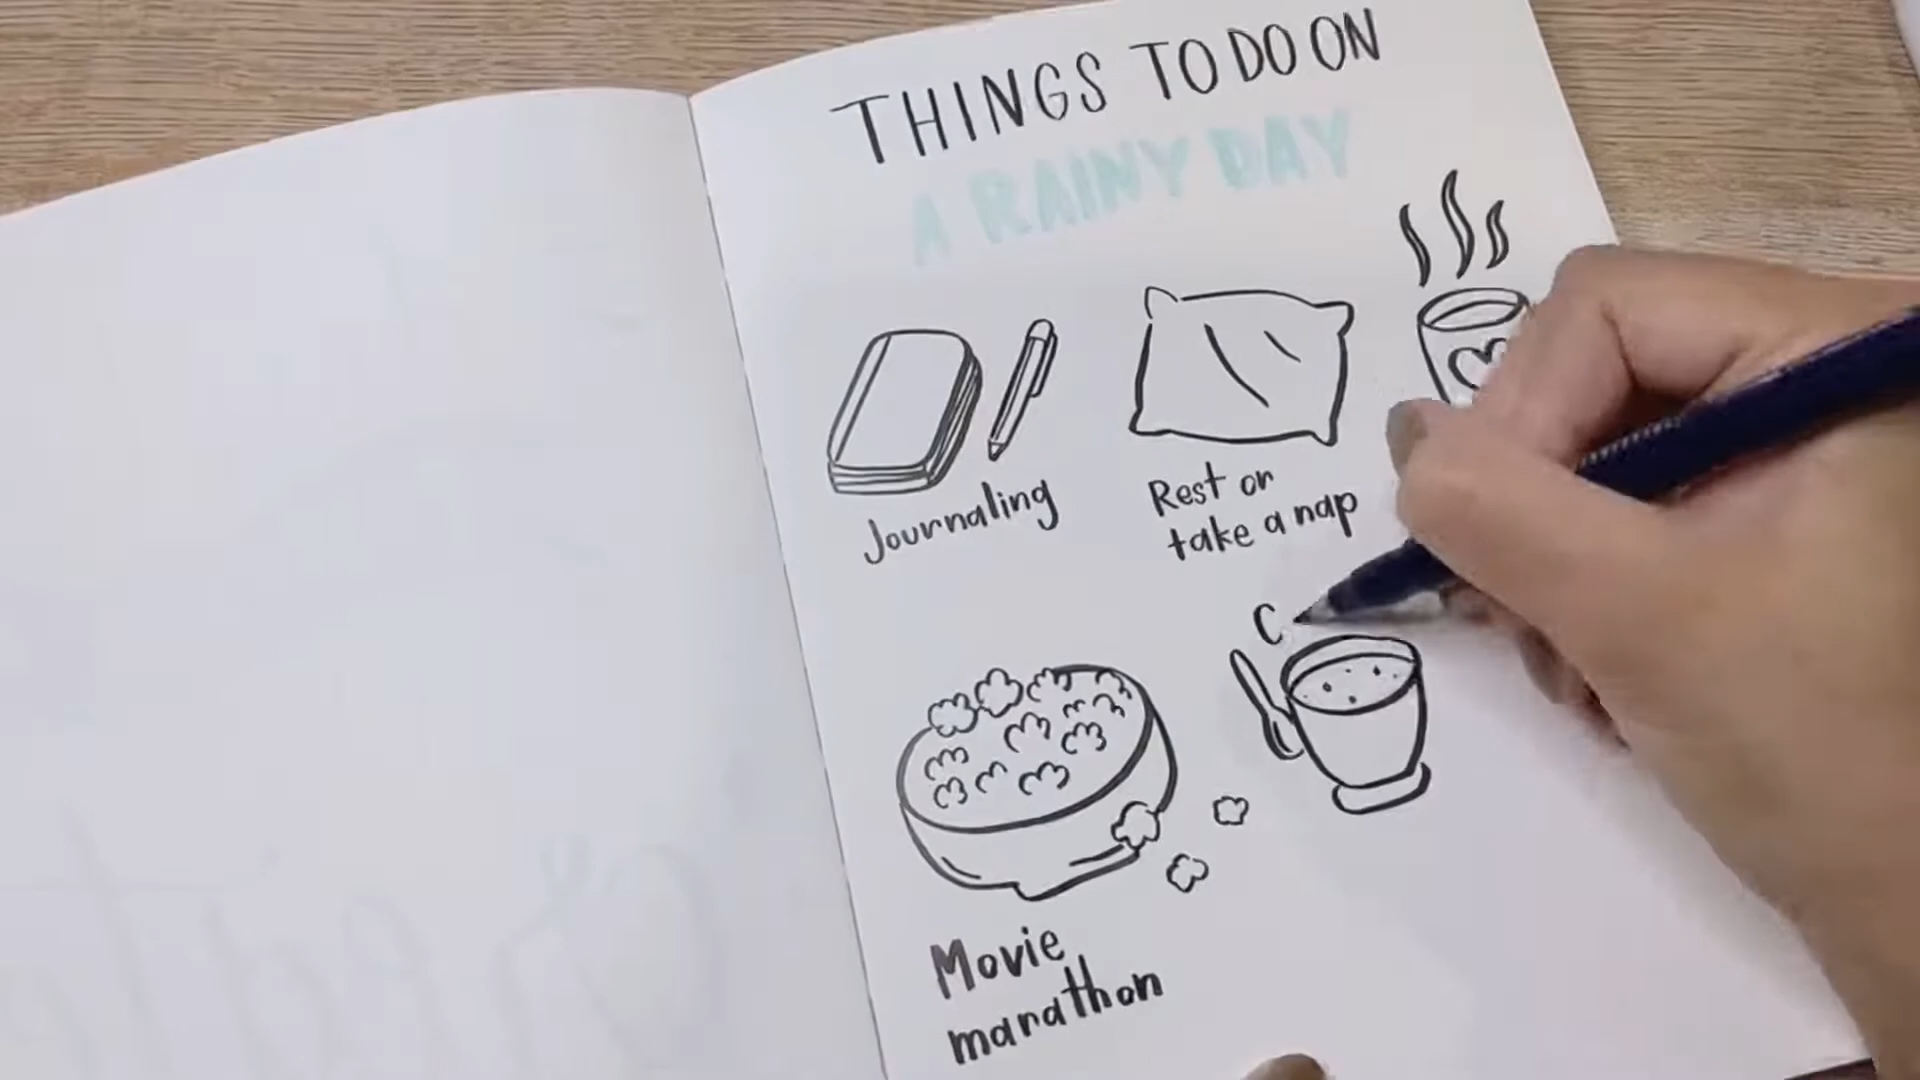 THINGS TO DO ON
A RAINY DAY
Journaling
Rest or
take a nap
C
Movie
marathon